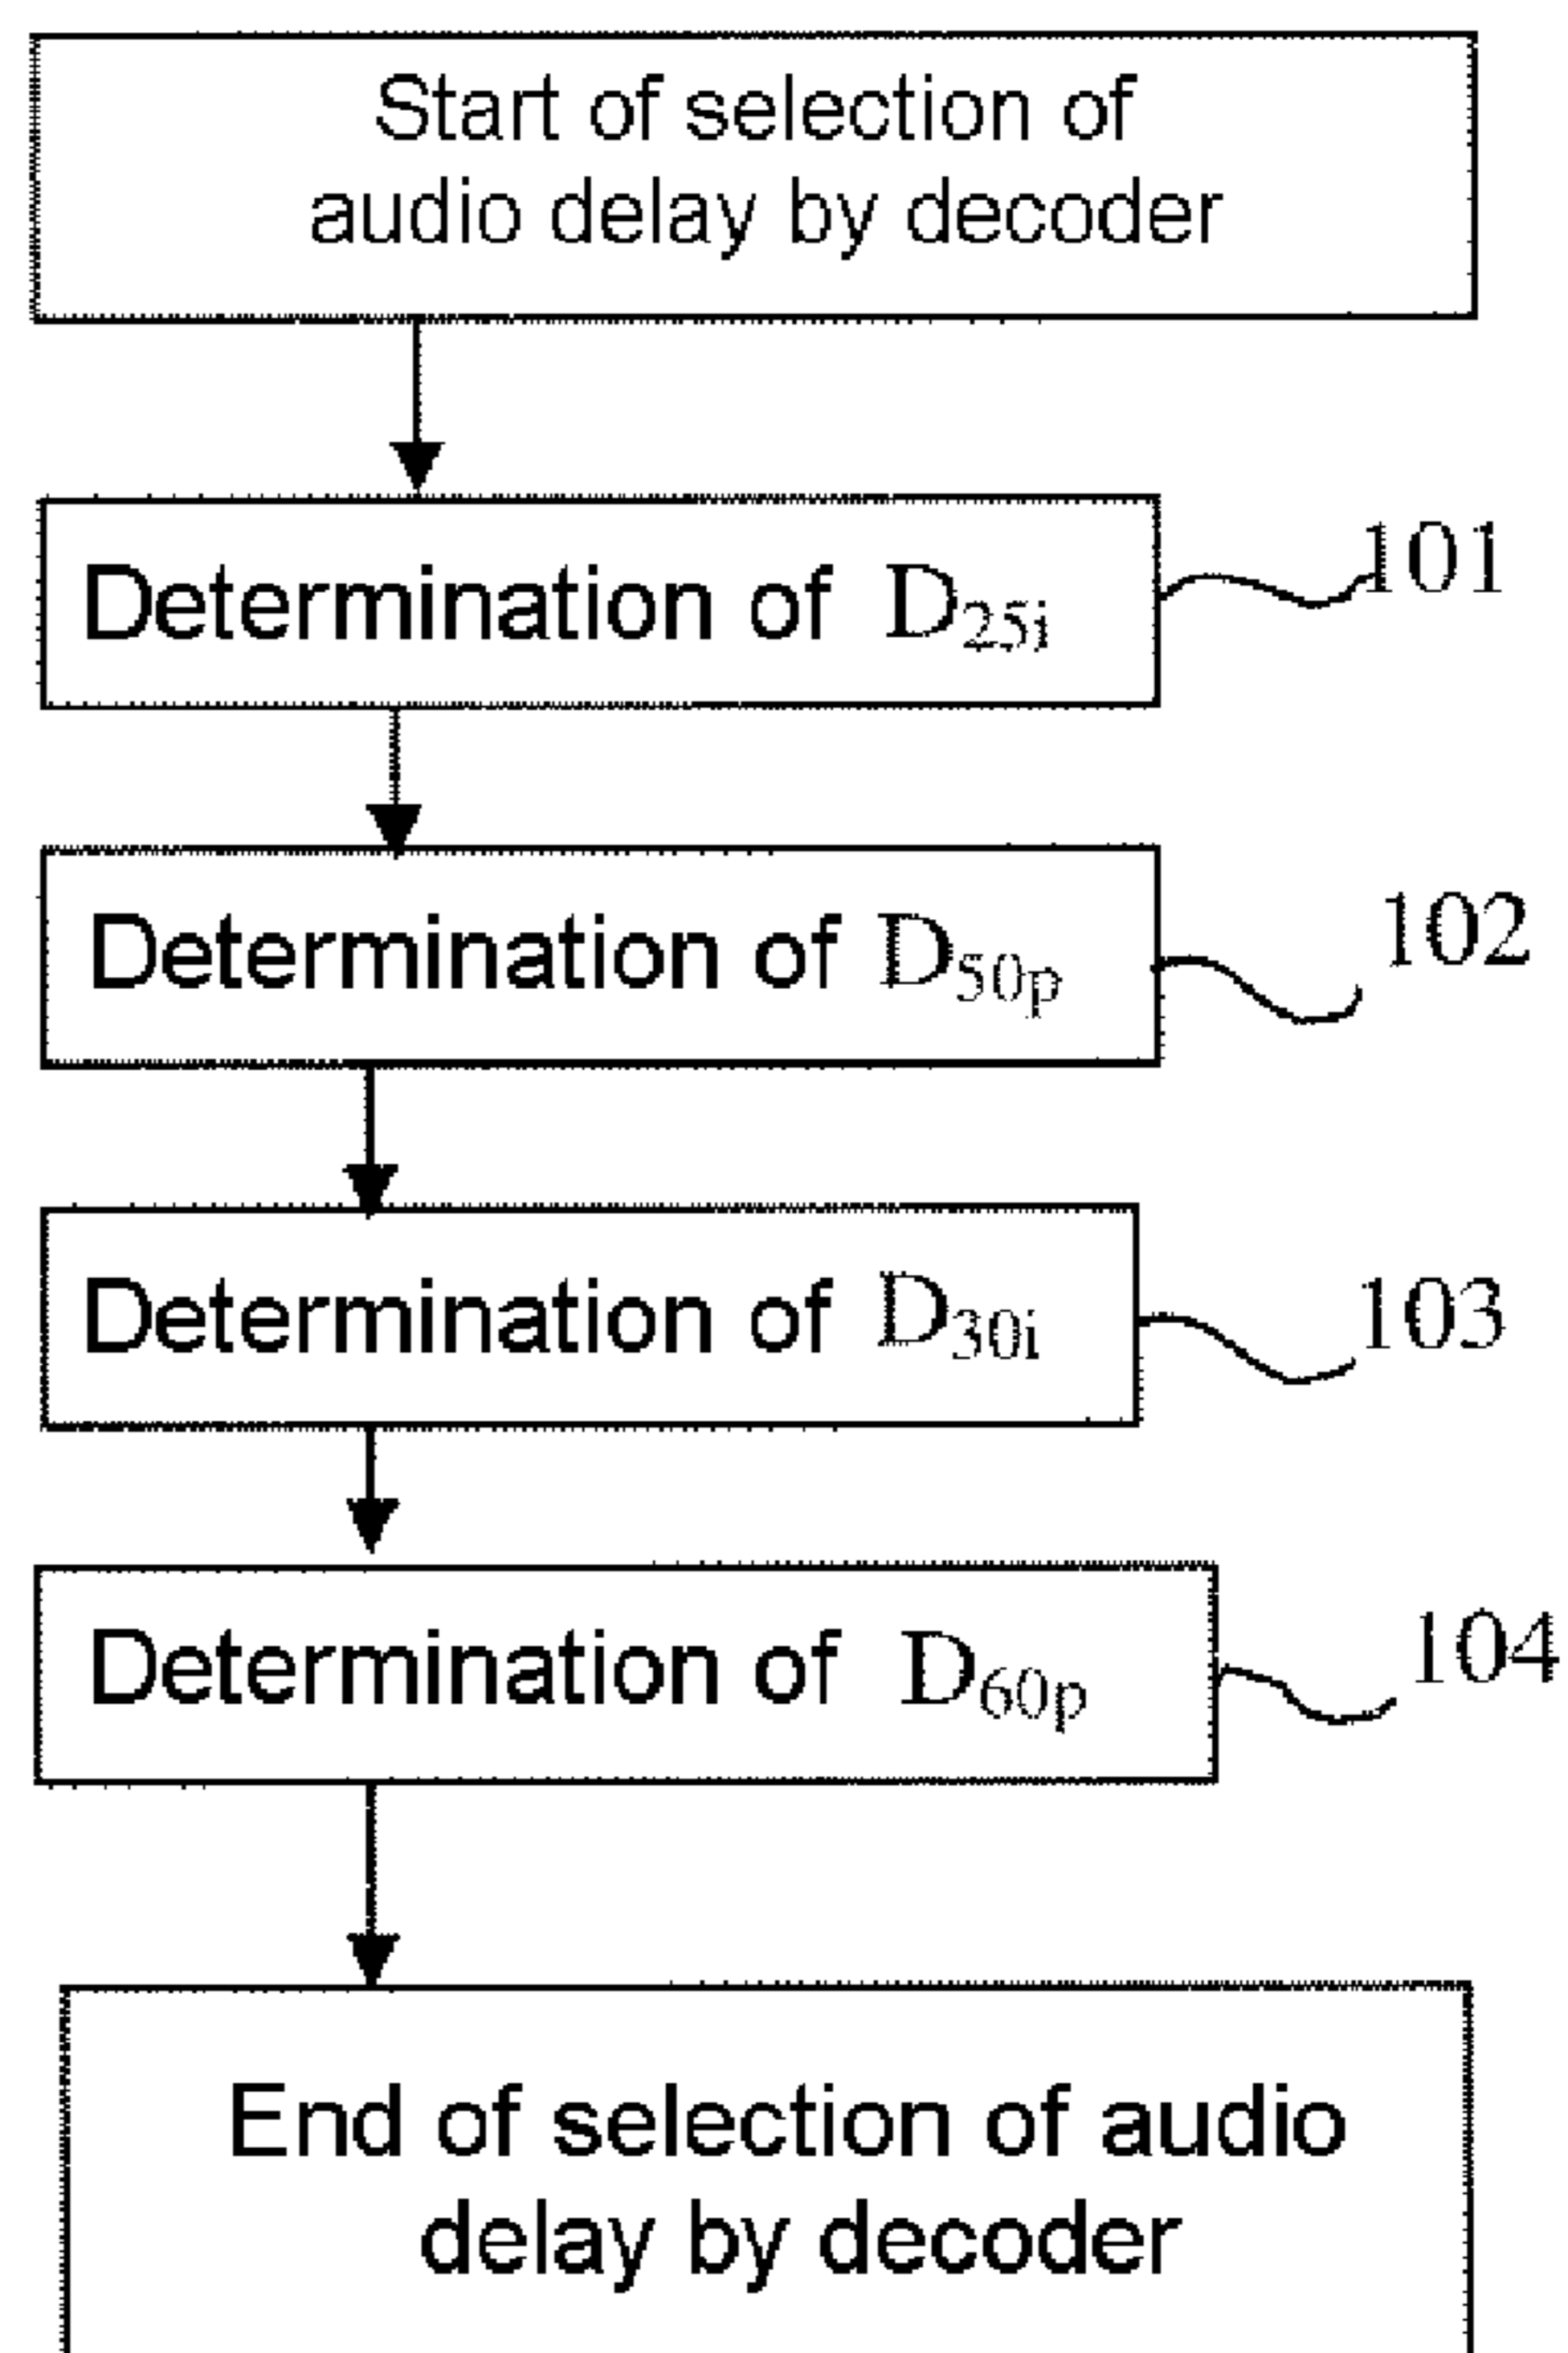 Start of selection of
audio delay by decoder
Determination of D25i
101
Determination of D50p
102
Determination of D30i
103
Determination of D60p
104
End of selection of audio
delay by decoder